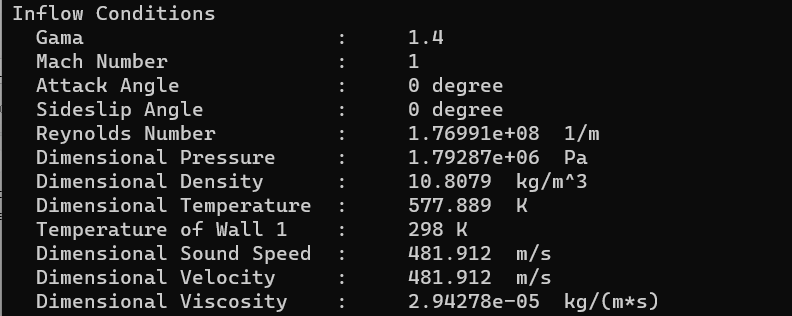 Inflow Conditions
Gama : 1.4
Mach Number : 1
Attack Angle : 0 degree
Sideslip Angle : 0 degree
Reynolds Number : 1.76991e+08 1/m
Dimensional Pressure : 1.79287e+06 Pa
Dimensional Density : 10.8079 kg/m^3
Dimensional Temperature : 577.889 K
Temperature of Wall 1 : 298 K
Dimensional Sound Speed : 481.912 m/s
Dimensional Velocity : 481.912 m/s
Dimensional Viscosity : 2.94278e-05 kg/(m*s)